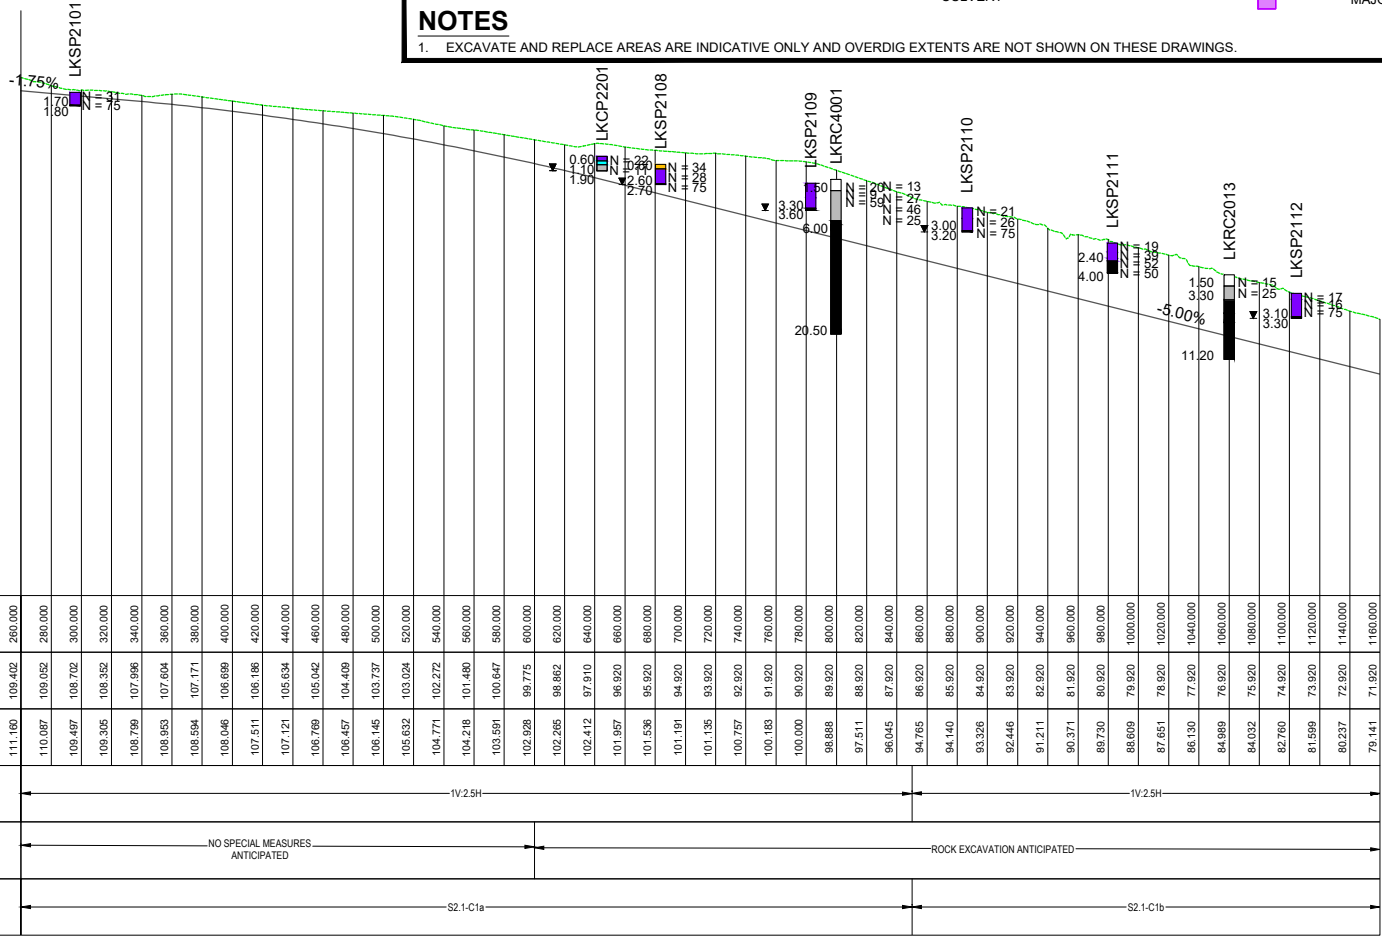 NOTES
1. EXCAVATE AND REPLACE AREAS ARE INDICATIVE ONLY AND OVERDIG EXTENTS ARE NOT SHOWN ON THESE DRAWINGS.
-1.75%
LKSP2101
1.70
1.80
N = 31
N = 75
LKCP2201
0.60
1.10
1.90
N = 22
N = 11
LKSP2108
0.60
2.60
2.70
N = 34
N = 28
N = 75
LKSP2109
3.30
3.60
LKRC4001
1.50
6.00
20.50
N = 20
N = 9
N = 59
N = 13
N = 27
N = 46
N = 25
LKSP2110
3.00
3.20
N = 21
N = 26
N = 75
LKSP2111
2.40
4.00
N = 19
N = 39
N = 52
N = 50
-5.00%
LKRC2013
1.50
3.30
11.20
N = 15
N = 25
LKSP2112
3.10
3.30
N = 17
N = 16
N = 75
260.000 280.000 300.000 320.000 340.000 360.000 380.000 400.000 420.000 440.000 460.000 480.000 500.000 520.000 540.000 560.000 580.000 600.000 620.000 640.000 660.000 680.000 700.000 720.000 740.000 760.000 780.000 800.000 820.000 840.000 860.000 880.000 900.000 920.000 940.000 960.000 980.000 1000.000 1020.000 1040.000 1060.000 1080.000 1100.000 1120.000 1140.000 1160.000
109.402 109.052 108.702 108.352 107.996 107.604 107.171 106.699 106.186 105.634 105.042 104.409 103.737 103.024 102.272 101.480 100.647 99.775 98.862 97.910 96.920 95.920 94.920 93.920 92.920 91.920 90.920 89.920 88.920 87.920 86.920 85.920 84.920 83.920 82.920 81.920 80.920 79.920 78.920 77.920 76.920 75.920 74.920 73.920 72.920 71.920
111.160 110.087 109.497 109.305 108.799 108.953 108.594 108.046 107.511 107.121 106.769 106.457 106.145 105.632 104.771 104.218 103.591 102.928 102.265 102.412 101.957 101.536 101.191 101.135 100.757 100.183 100.000 98.888 97.511 96.045 94.765 94.140 93.326 92.446 91.211 90.371 89.730 88.609 87.651 86.130 84.989 84.032 82.760 81.599 80.237 79.141
1V:2.5H 1V:2.5H
NO SPECIAL MEASURES
ANTICIPATED
ROCK EXCAVATION ANTICIPATED
S2.1-C1a S2.1-C1b